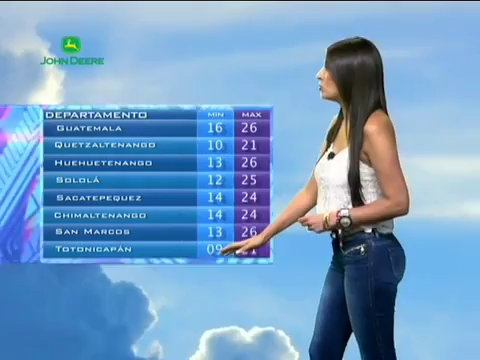 JOHN DEERE
DEPARTAMENTO MIN MAX
GUATEMALA 16 26
QUETZALTENANGO 10 21
HUEHUETENANGO 13 26
SOLOLÁ 12 25
SACATEPEQUEZ 14 24
CHIMALTENANGO 14 24
SAN MARCOS 13 26
TOTONICAPÁN 09 21